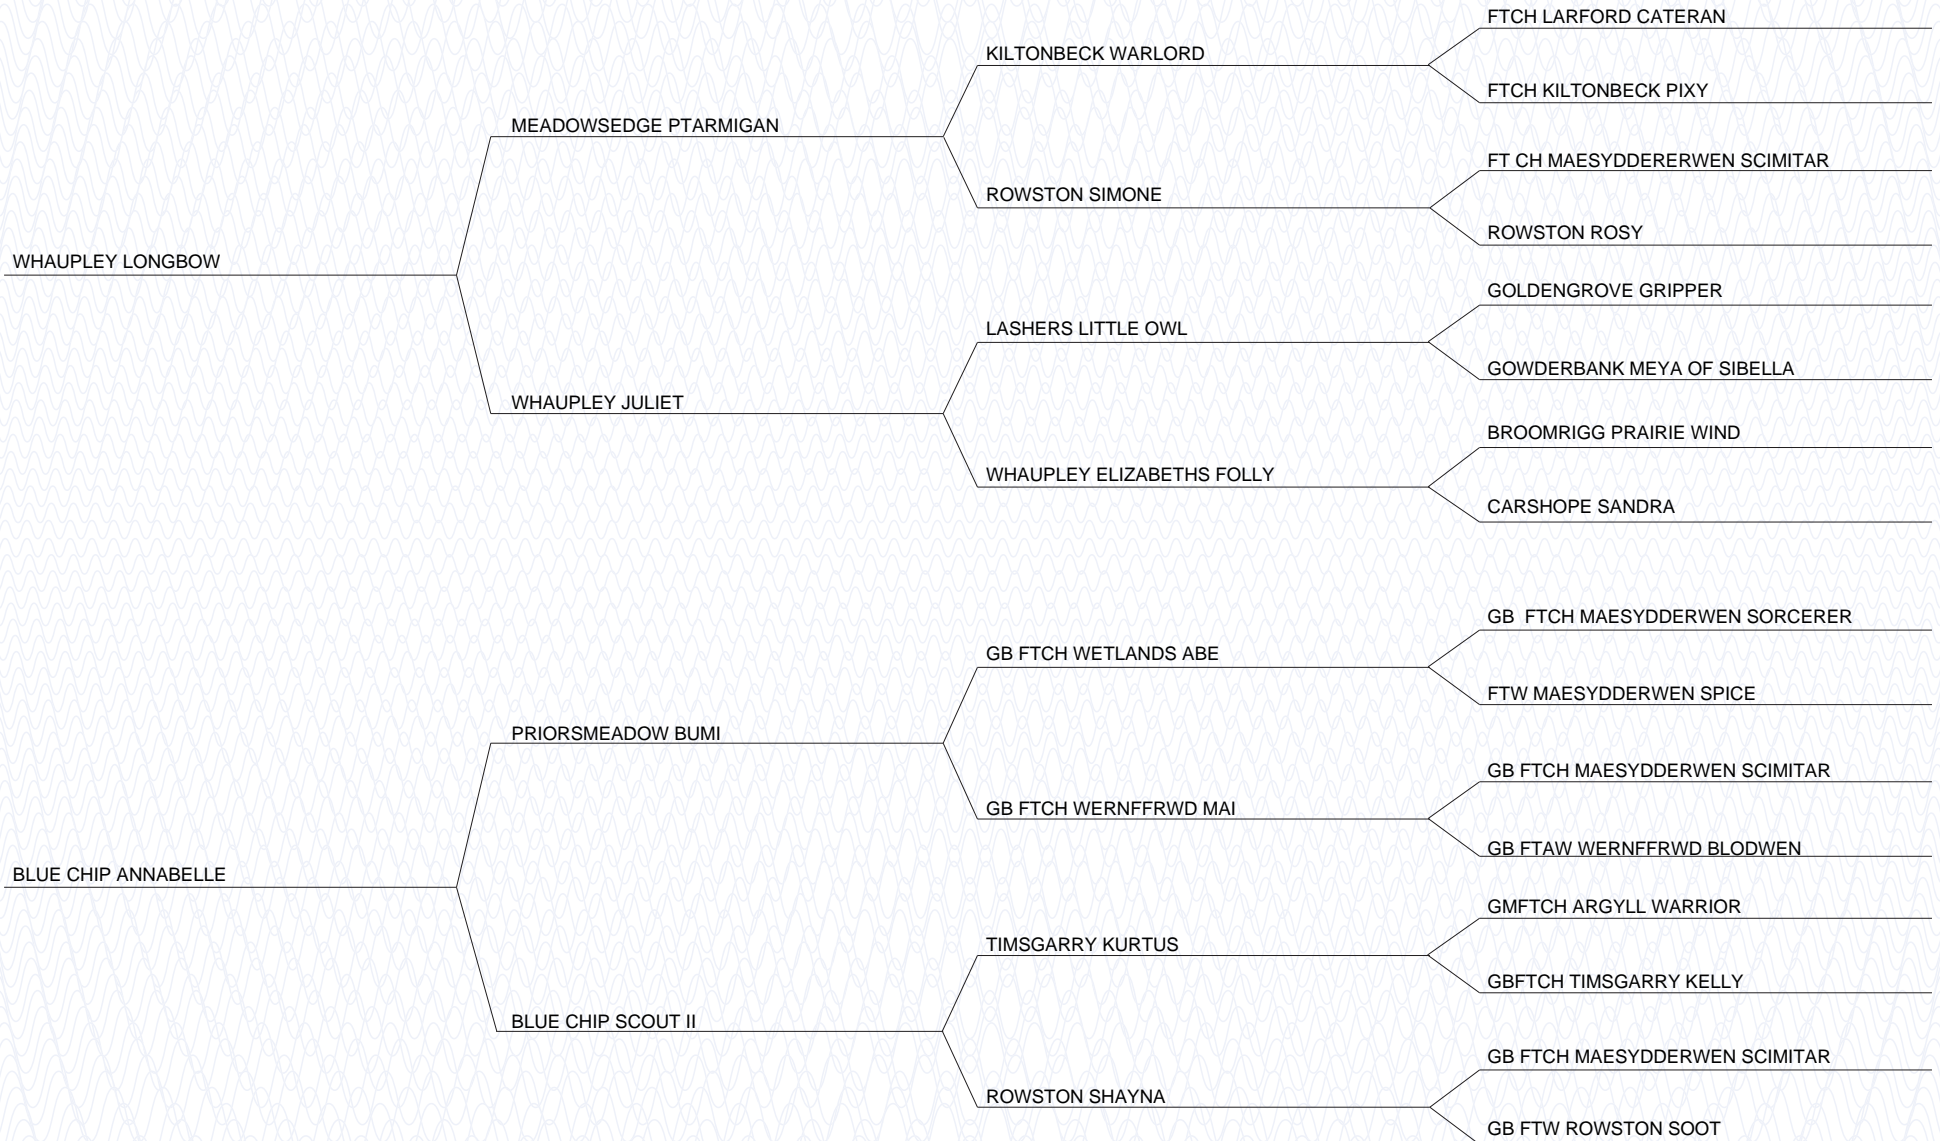 FTCH LARFORD CATERAN
KILTONBECK WARLORD
FTCH KILTONBECK PIXY
MEADOWSEDGE PTARMIGAN
FT CH MAESYDDERERWEN SCIMITAR
ROWSTON SIMONE
ROWSTON ROSY
WHAUPLEY LONGBOW
GOLDENGROVE GRIPPER
LASHERS LITTLE OWL
GOWDERBANK MEYA OF SIBELLA
WHAUPLEY JULIET
BROOMRIGG PRAIRIE WIND
WHAUPLEY ELIZABETHS FOLLY
CARSHOPE SANDRA
GB  FTCH MAESYDDERWEN SORCERER
GB FTCH WETLANDS ABE
FTW MAESYDDERWEN SPICE
PRIORSMEADOW BUMI
GB FTCH MAESYDDERWEN SCIMITAR
GB FTCH WERNFFRWD MAI
GB FTAW WERNFFRWD BLODWEN
BLUE CHIP ANNABELLE
GMFTCH ARGYLL WARRIOR
TIMSGARRY KURTUS
GBFTCH TIMSGARRY KELLY
BLUE CHIP SCOUT II
GB FTCH MAESYDDERWEN SCIMITAR
ROWSTON SHAYNA
GB FTW ROWSTON SOOT